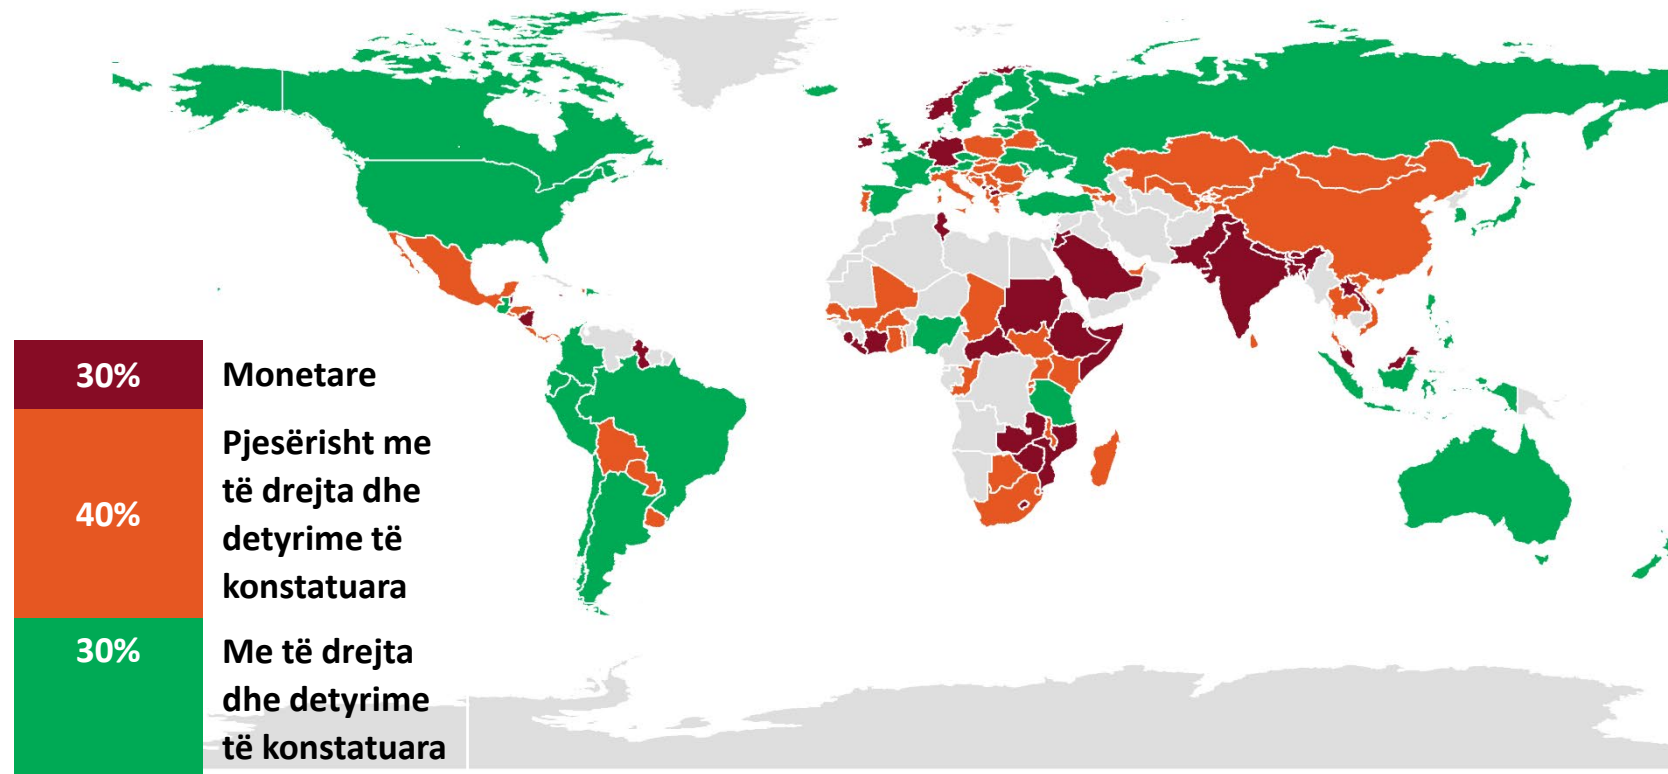 30%
Monetare
40%
Pjesërisht me
të drejta dhe
detyrime të
konstatuara
30%
Me të drejta
dhe detyrime
të konstatuara